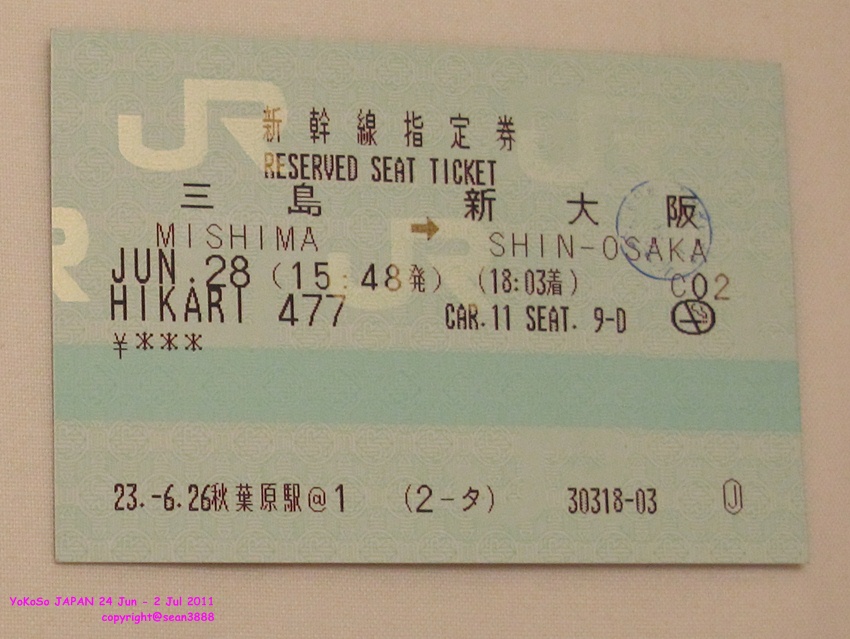 JR
新幹線指定券
RESERVED SEAT TICKET
三島 → 新大阪
MISHIMA SHIN-OSAKA
JUN.28 (15:48発) (18:03着) C02
HIKARI 477 CAR.11 SEAT. 9-D
¥***
23.-6.26秋葉原駅@1 (2-タ) 30318-03 J
YoKoSo JAPAN 24 Jun - 2 Jul 2011
copyright@sean3888